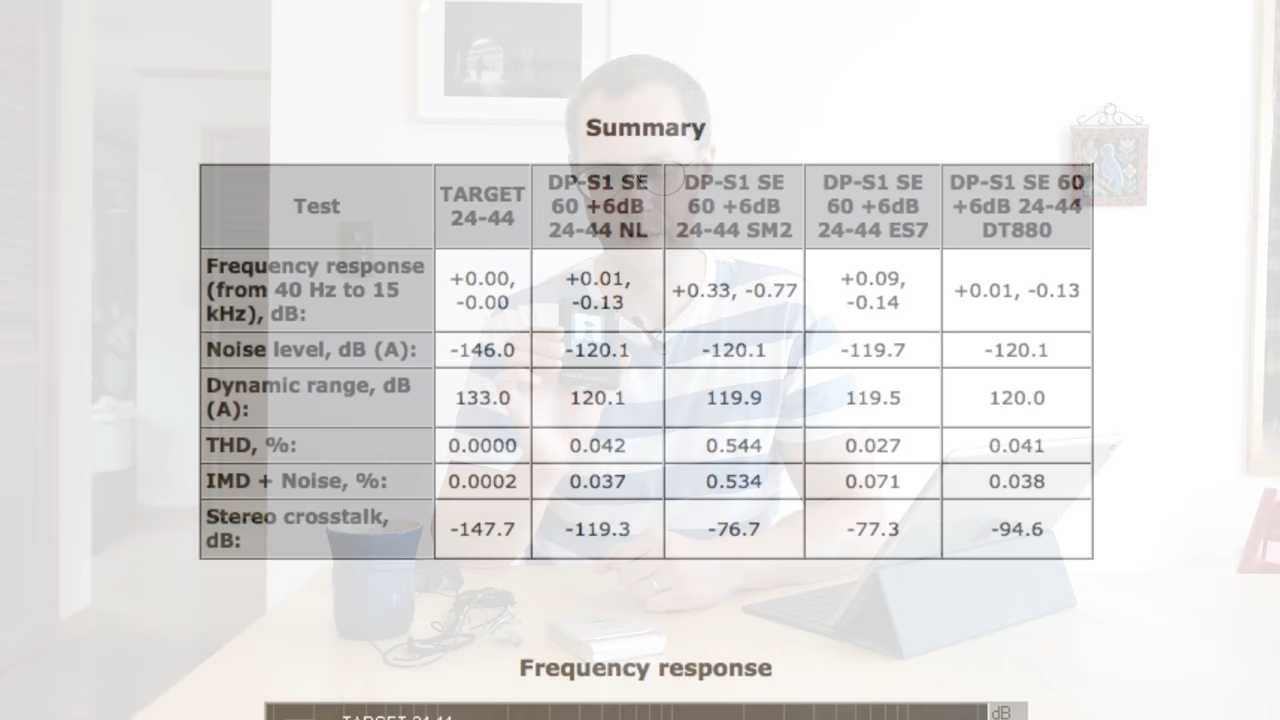 Summary
Test
TARGET
24-44
DP-S1 SE
60 +6dB
24-44 NL
DP-S1 SE
60 +6dB
24-44 SM2
DP-S1 SE
60 +6dB
24-44 ES7
DP-S1 SE 60
+6dB 24-44
DT880
Frequency response
(from 40 Hz to 15
kHz), dB:
+0.00,
-0.00
+0.01,
-0.13
+0.33, -0.77
+0.09,
-0.14
+0.01, -0.13
Noise level, dB (A):
-146.0
-120.1
-120.1
-119.7
-120.1
Dynamic range, dB
(A):
133.0
120.1
119.9
119.5
120.0
THD, %:
0.0000
0.042
0.544
0.027
0.041
IMD + Noise, %:
0.0002
0.037
0.534
0.071
0.038
Stereo crosstalk,
dB:
-147.7
-119.3
-76.7
-77.3
-94.6
Frequency response
TARGET 24-44
dB